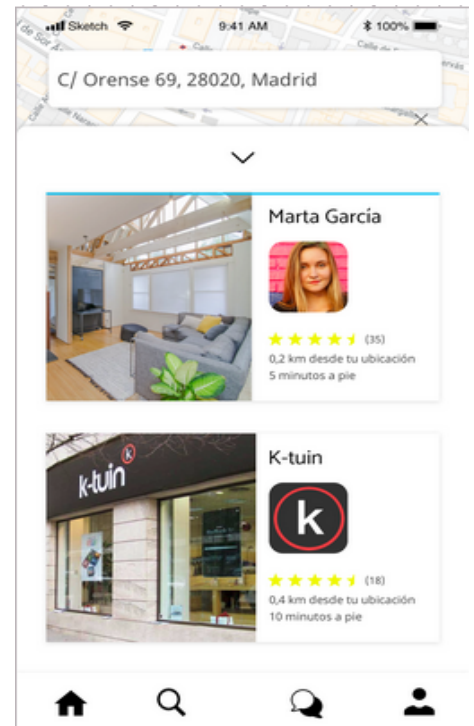 Sketch 9:41 AM 100%
C/ Orense 69, 28020, Madrid
Marta García
(35)
0,2 km desde tu ubicación
5 minutos a pie
k-tuin k
K-tuin
k
(18)
0,4 km desde tu ubicación
10 minutos a pie